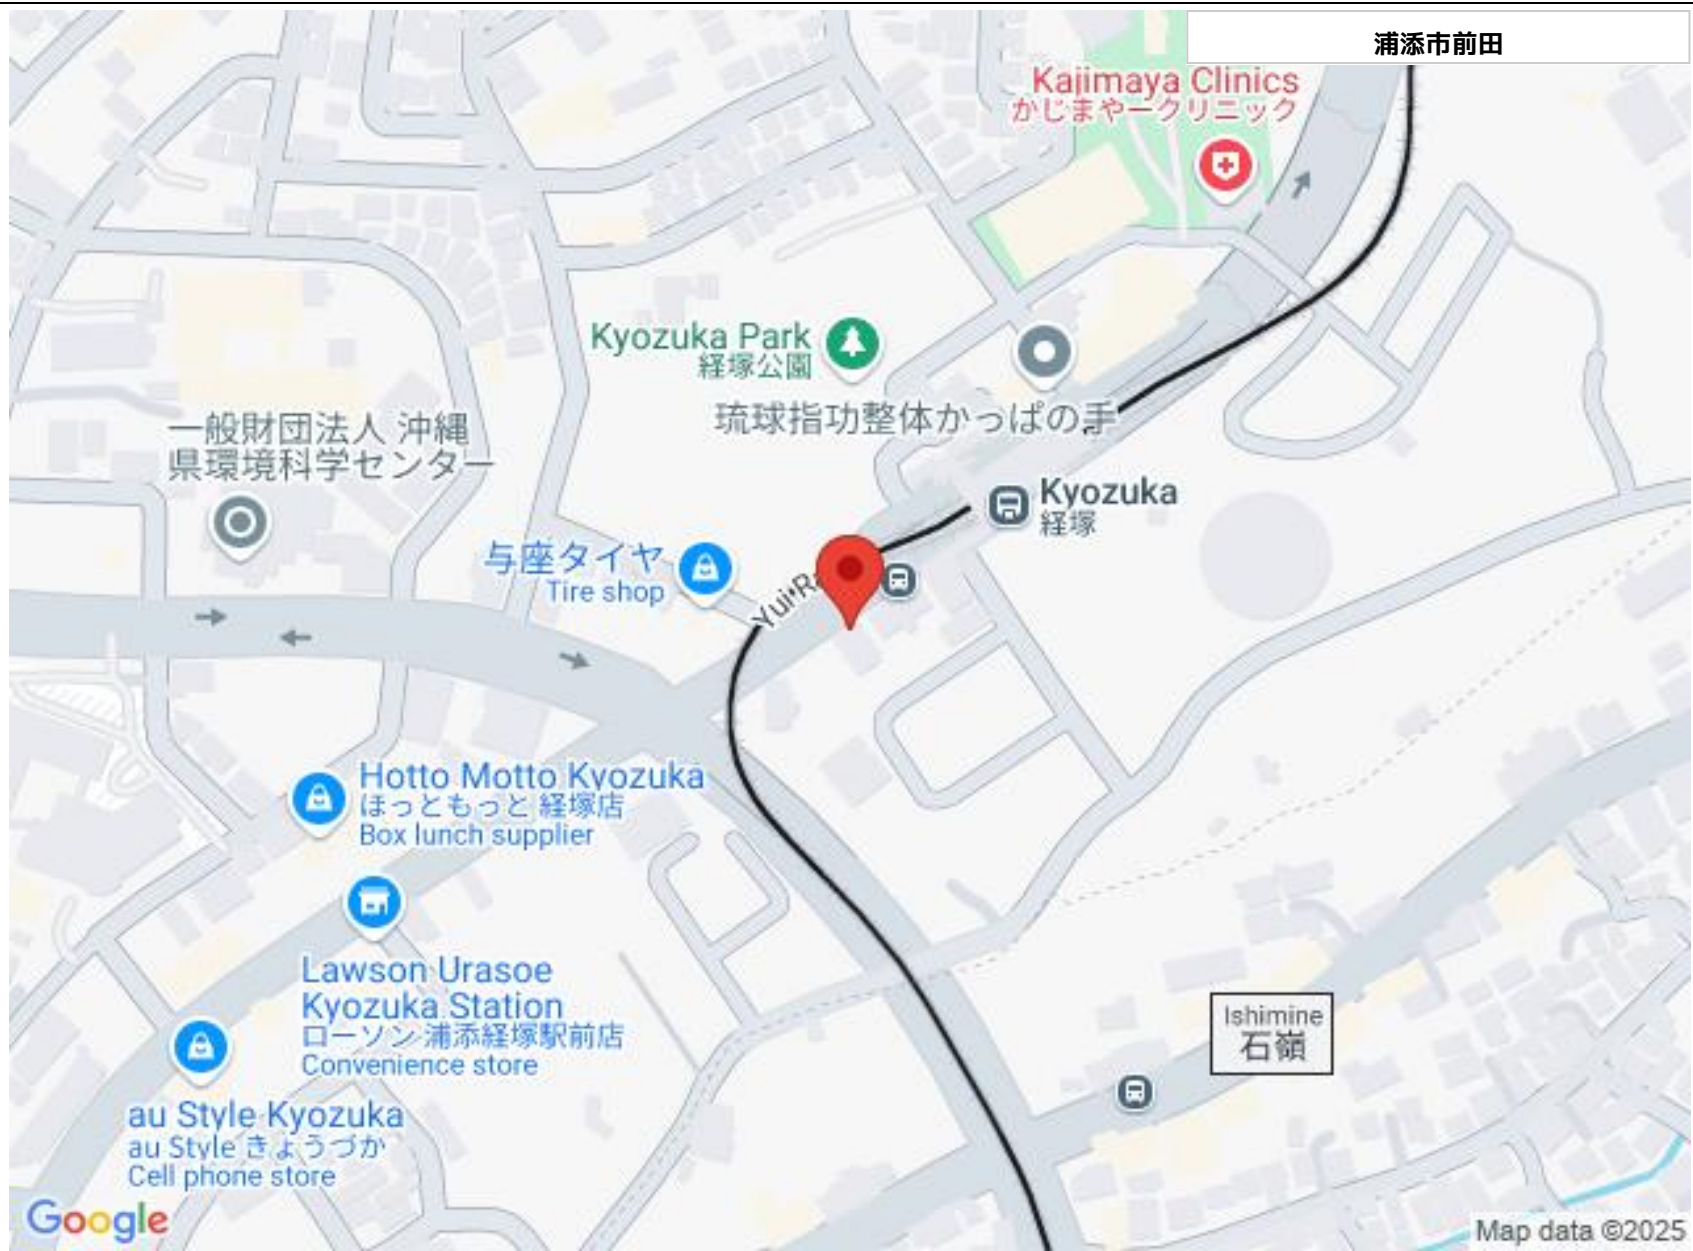 浦添市前田
Kajimaya Clinics
かじまやークリニック
Kyozuka Park
経塚公園
琉球指功整体かっぱの手
一般財団法人 沖縄
県環境科学センター
Kyozuka
経塚
与座タイヤ
Tire shop
Yui•Ra
Hotto Motto Kyozuka
ほっともっと 経塚店
Box lunch supplier
Lawson Urasoe
Kyozuka Station
ローソン 浦添経塚駅前店
Convenience store
Ishimine
石嶺
au Style Kyozuka
au Style きょうづか
Cell phone store
Google
Map data ©2025